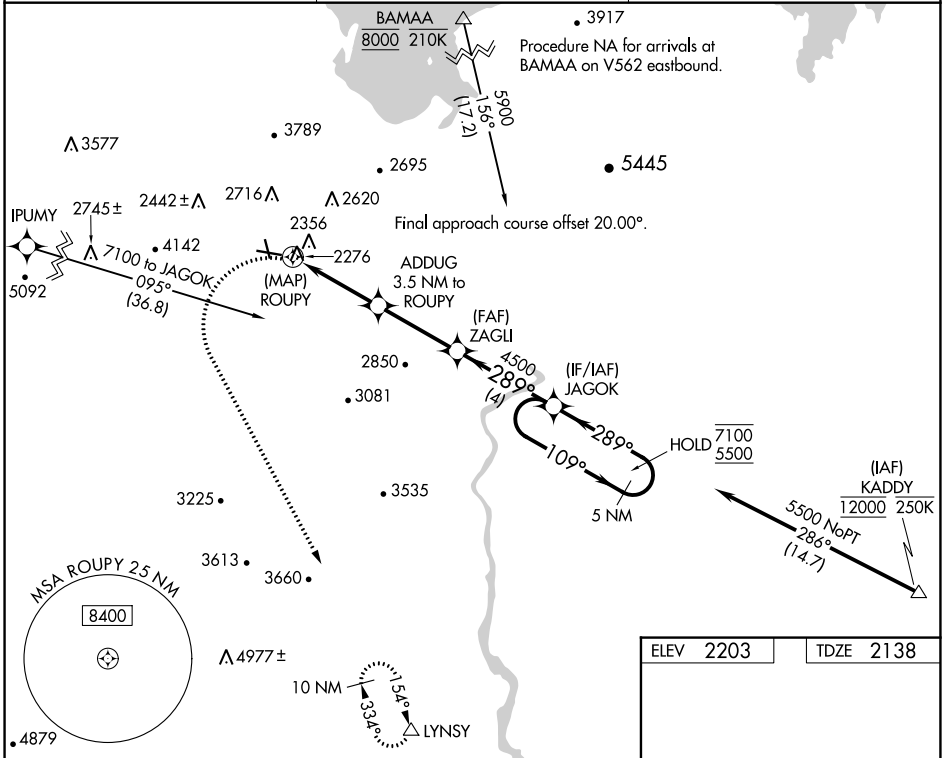 BAMAA
8000 210K
3917
Procedure NA for arrivals at
BAMAA on V562 eastbound.
5900
156°
(17.2)
3789
3577
2695
5445
2745±
2442±
2716
2620
IPUMY
Final approach course offset 20.00°.
2356
2276
4142
7100 to JAGOK
095°
(36.8)
5092
(MAP)
ROUPY
ADDUG
3.5 NM to
ROUPY
(FAF)
ZAGLI
2850
4500
289°
(4)
(IF/IAF)
JAGOK
3081
289°
109°
HOLD 7100
5500
5 NM
(IAF)
KADDY
12000 250K
5500 NoPT
286°
(14.7)
3535
3225
3613
3660
MSA ROUPY 25 NM
8400
4977±
10 NM
154°
334°
LYNSY
4879
ELEV 2203
TDZE 2138